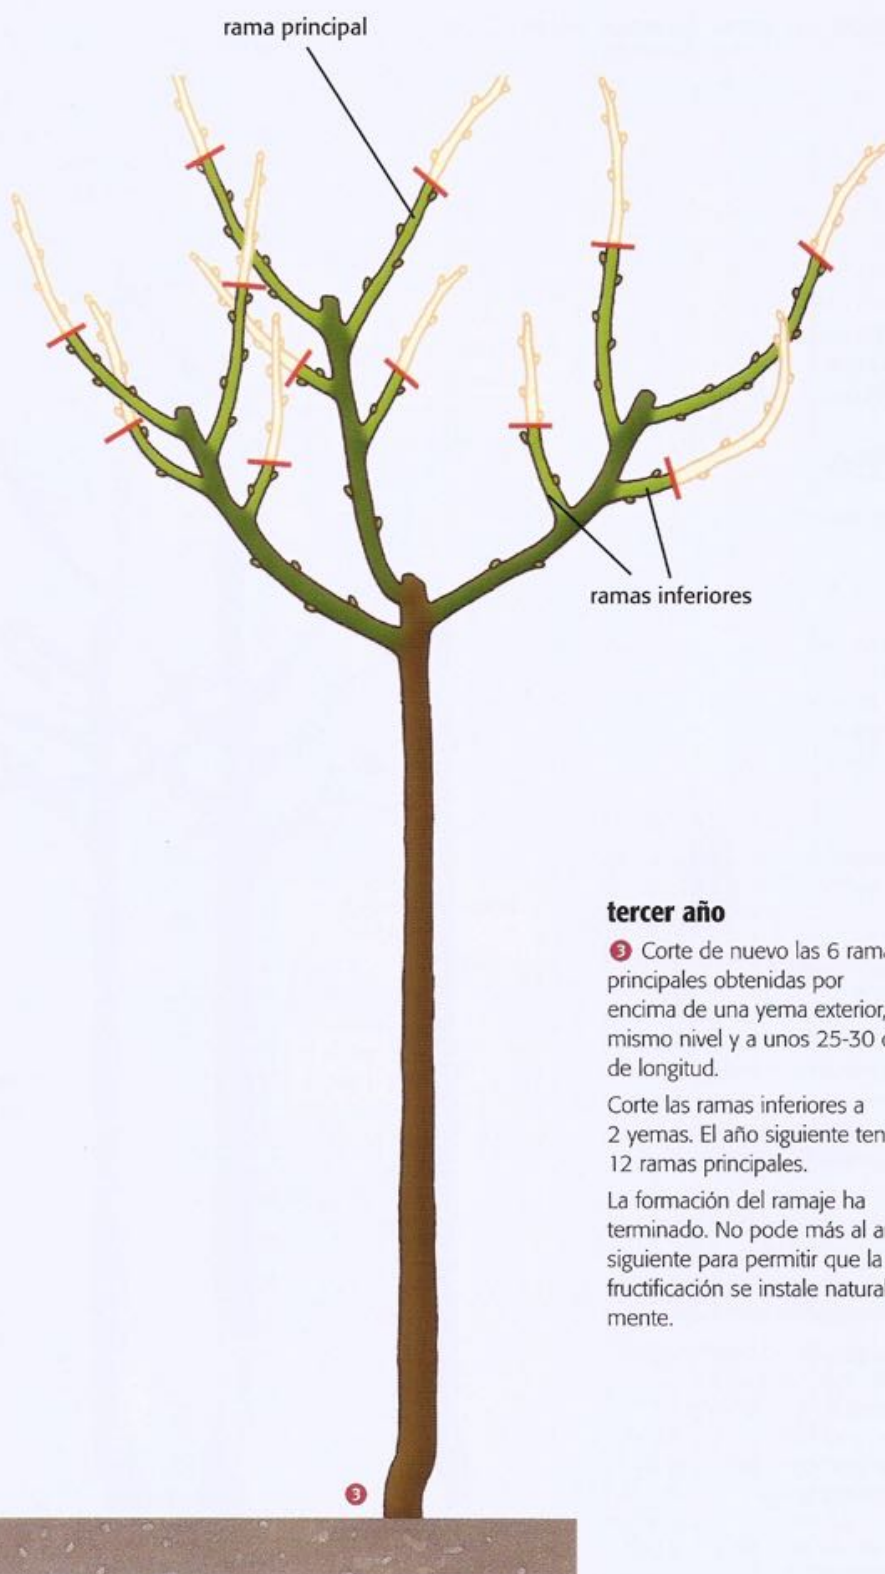 rama principal
ramas inferiores
tercer año
3 Corte de nuevo las 6
principales obtenidas por
encima de una yema exterior,
mismo nivel y a unos 25-30
de longitud.
Corte las ramas inferiores a
2 yemas. El año siguiente
12 ramas principales.
La formación del ramaje ha
terminado. No pode más al
siguiente para permitir que la
fructificación se instale
mente.
3